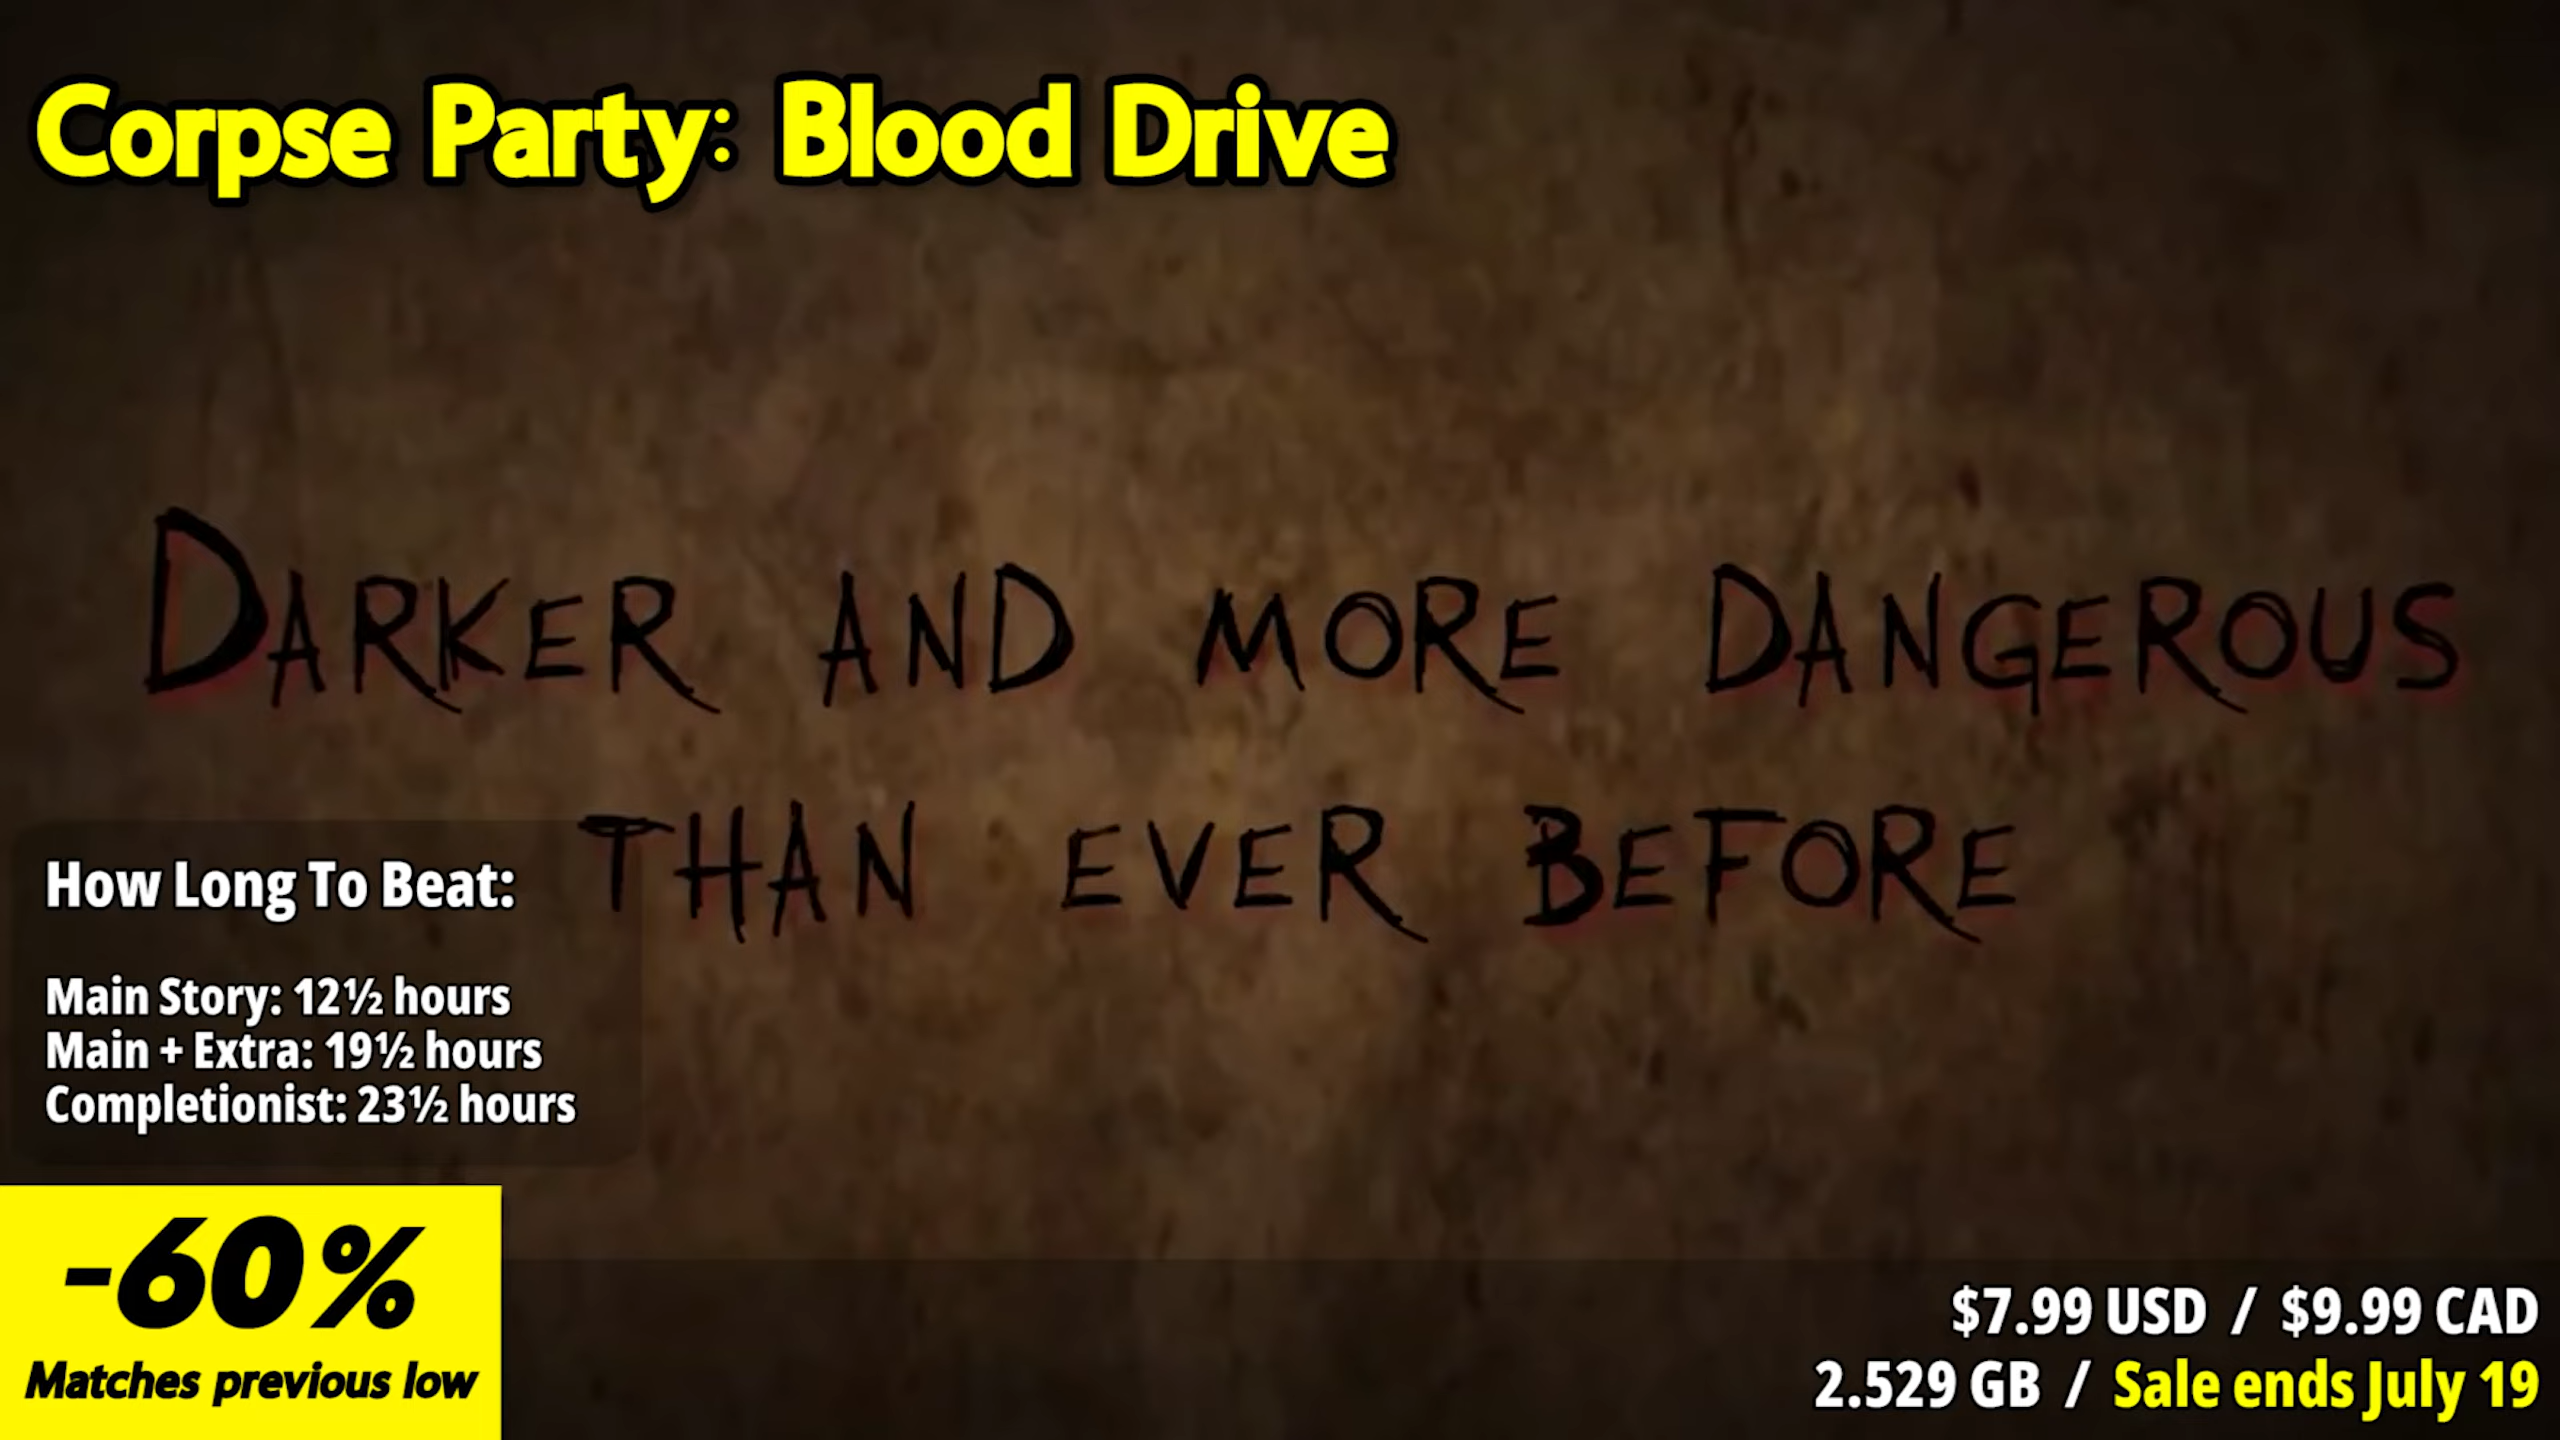 Corpse Party: Blood Drive
DARKER AND MORE DANGEROUS
THAN EVER BEFORE
How Long To Beat:
Main Story: 12½ hours
Main + Extra: 19½ hours
Completionist: 23½ hours
-60%
Matches previous low
$7.99 USD / $9.99 CAD
2.529 GB / Sale ends July 19